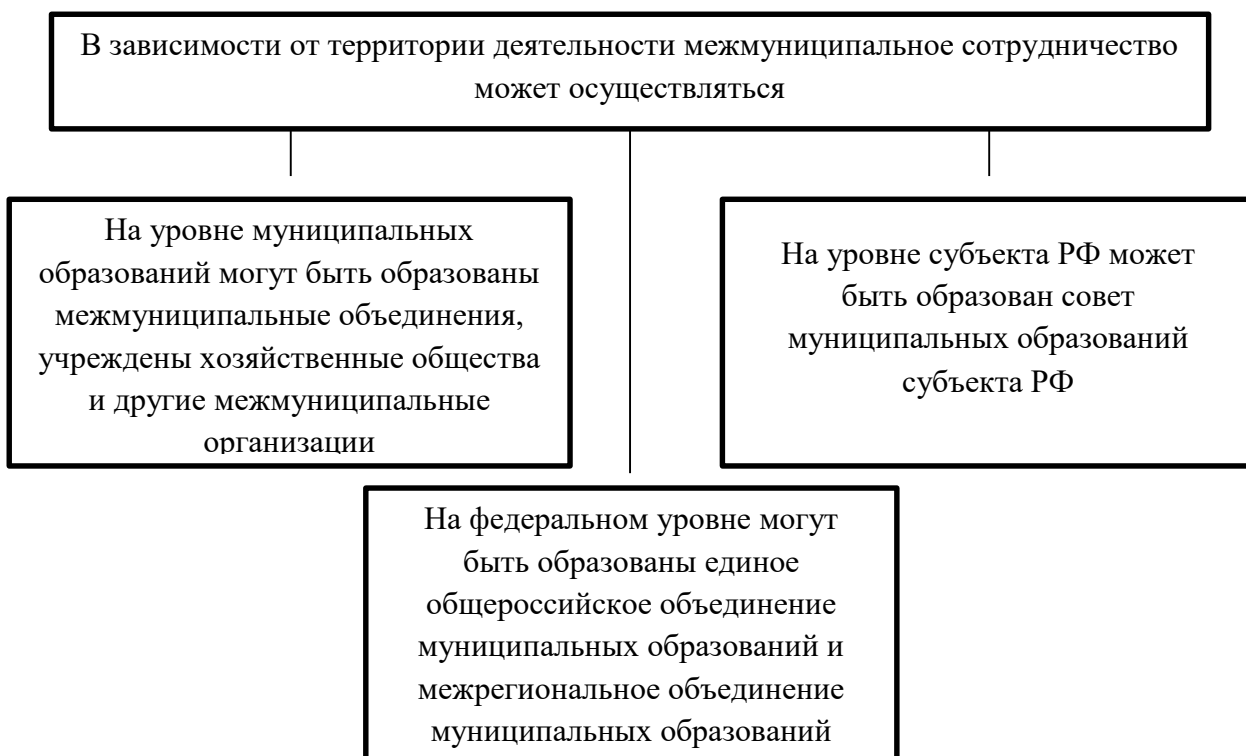 В зависимости от территории деятельности межмуниципальное сотрудничество
может осуществляться
На уровне муниципальных
образований могут быть образованы
межмуниципальные объединения,
учреждены хозяйственные общества
и другие межмуниципальные
организации
На уровне субъекта РФ может
быть образован совет
муниципальных образований
субъекта РФ
На федеральном уровне могут
быть образованы единое
общероссийское объединение
муниципальных образований и
межрегиональное объединение
муниципальных образований